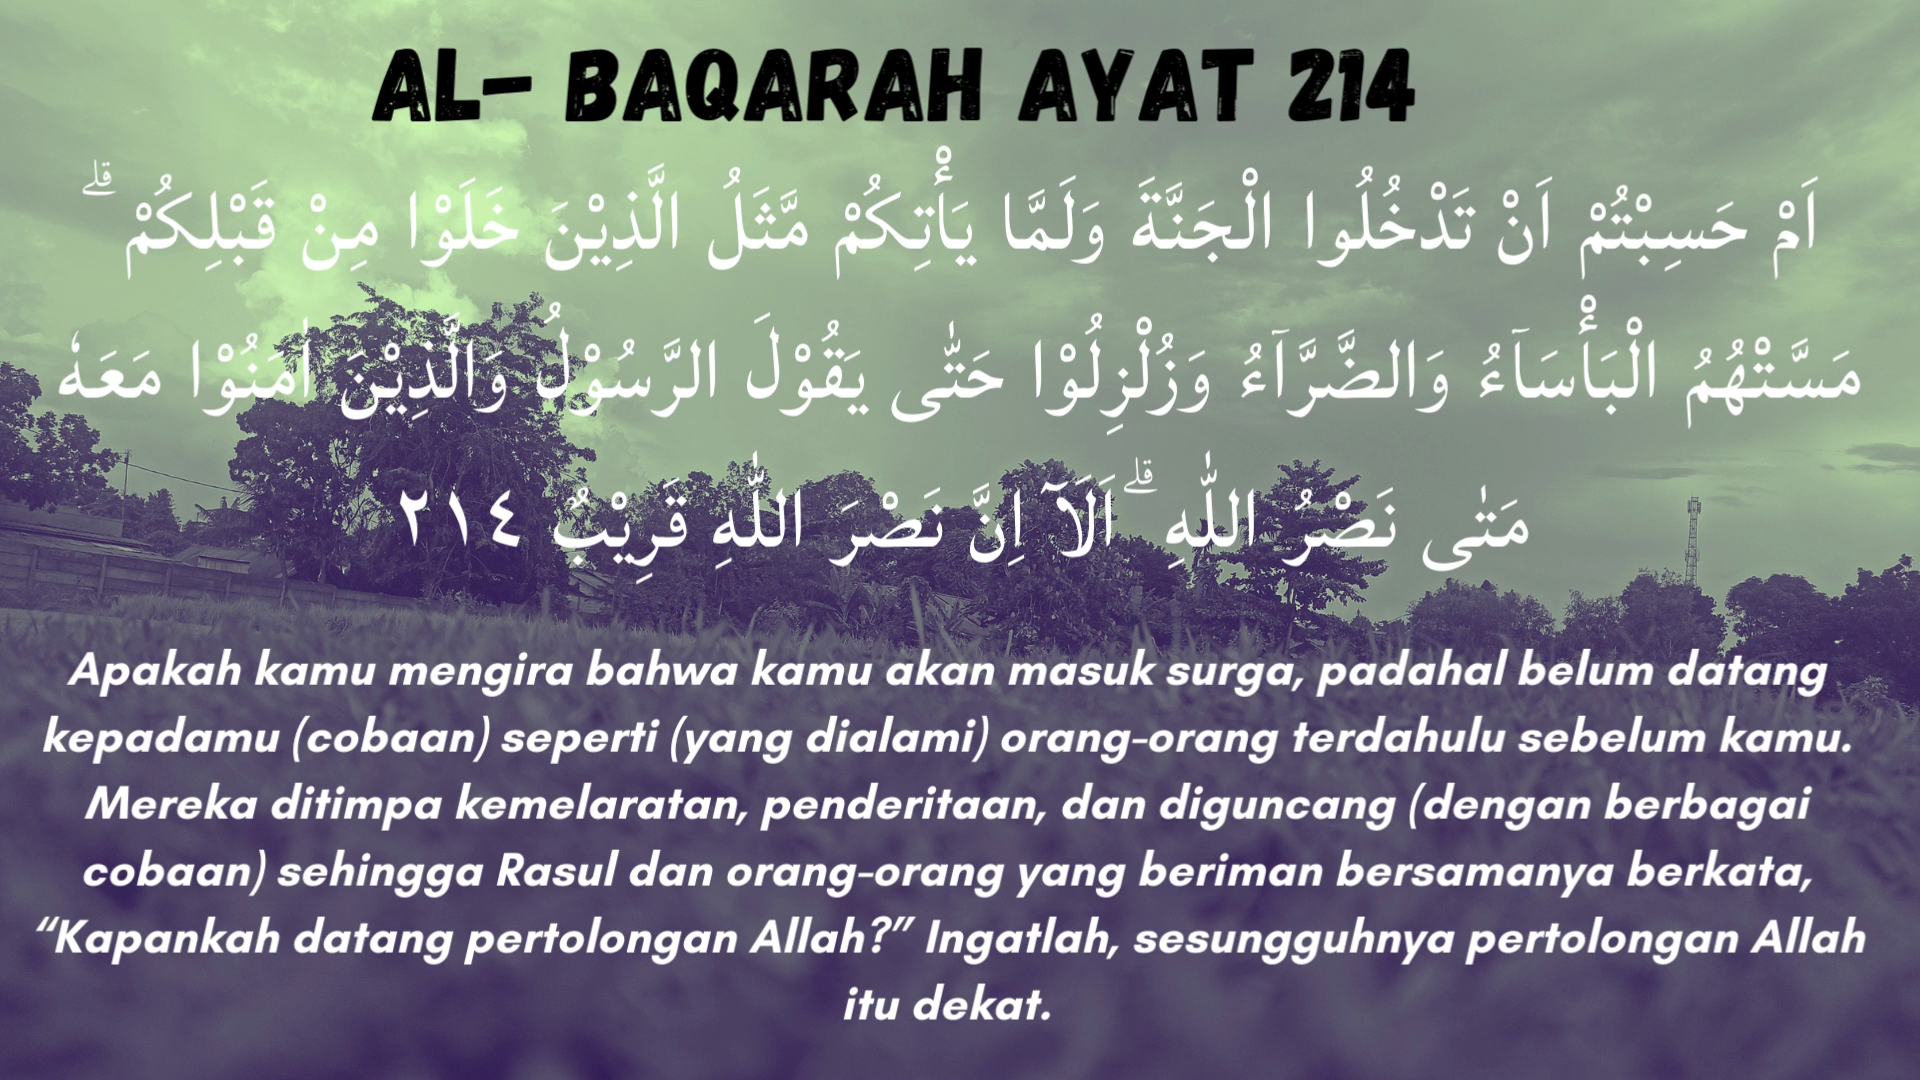 AL- BAQARAH AYAT 214
اَمْ حَسِبْتُمْ اَنْ تَدْخُلُوا الْجَنَّةَ وَلَمَّا يَأْتِكُمْ مَّثَلُ الَّذِيْنَ خَلَوْا مِنْ قَبْلِكُمْ ۗ
مَسَّتْهُمُ الْبَأْسَاۤءُ وَالضَّرَّاۤءُ وَزُلْزِلُوْا حَتّٰى يَقُوْلَ الرَّسُوْلُ وَالَّذِيْنَ اٰمَنُوْا مَعَهٗ
مَتٰى نَصْرُ اللّٰهِ ۗ اَلَآ اِنَّ نَصْرَ اللّٰهِ قَرِيْبٌ ٢١٤
Apakah kamu mengira bahwa kamu akan masuk surga, padahal belum datang
kepadamu (cobaan) seperti (yang dialami) orang-orang terdahulu sebelum kamu.
Mereka ditimpa kemelaratan, penderitaan, dan diguncang (dengan berbagai
cobaan) sehingga Rasul dan orang-orang yang beriman bersamanya berkata,
“Kapankah datang pertolongan Allah?” Ingatlah, sesungguhnya pertolongan Allah
itu dekat.